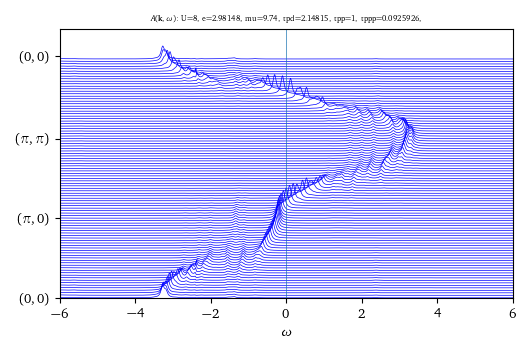 A(k, ω): U=8, e=2.98148, mu=9.74, tpd=2.14815, tpp=1, tppp=0.0925926,
(0, 0)
(π, π)
(π, 0)
(0, 0)
−6 −4 −2 0 2 4 6
ω